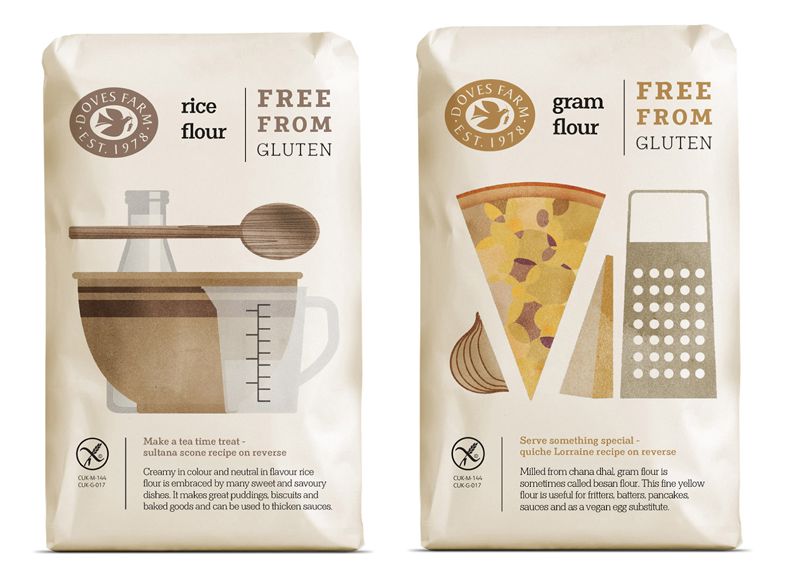 DOVES FARM
EST. 1978
rice
flour
FREE
FROM
GLUTEN
CUK-M-144
CUK-G-017
Make a tea time treat -
sultana scone recipe on reverse
Creamy in colour and neutral in flavour rice
flour is embraced by many sweet and savoury
dishes. It makes great puddings, biscuits and
baked goods and can be used to thicken sauces.
DOVES FARM
EST. 1978
gram
flour
FREE
FROM
GLUTEN
CUK-M-144
CUK-G-017
Serve something special -
quiche Lorraine recipe on reverse
Milled from chana dhal, gram flour is
sometimes called besan flour. This fine yellow
flour is useful for fritters, batters, pancakes,
sauces and as a vegan egg substitute.